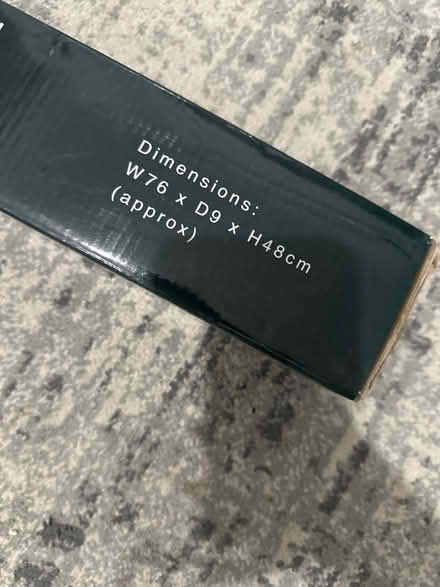 Dimensions:
W76 x D9 x H48cm
(approx)